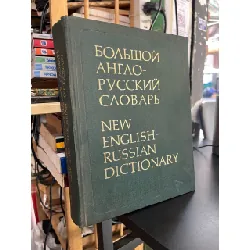 БОЛЬШОЙ
АНГЛО-
РУССКИЙ
СЛОВАРЬ
NEW
ENGLISH-
RUSSIAN
DICTIONARY